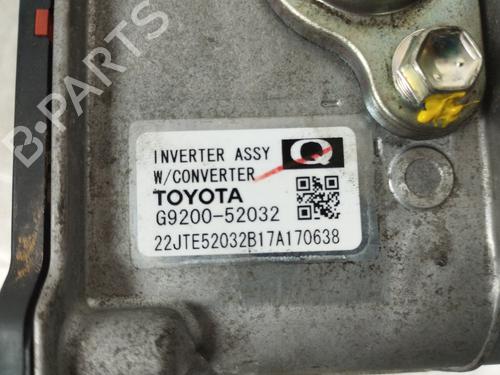 INVERTER ASSY Q
W/CONVERTER
TOYOTA
G9200-52032
22JTE52032B17A170638
B-PARTS